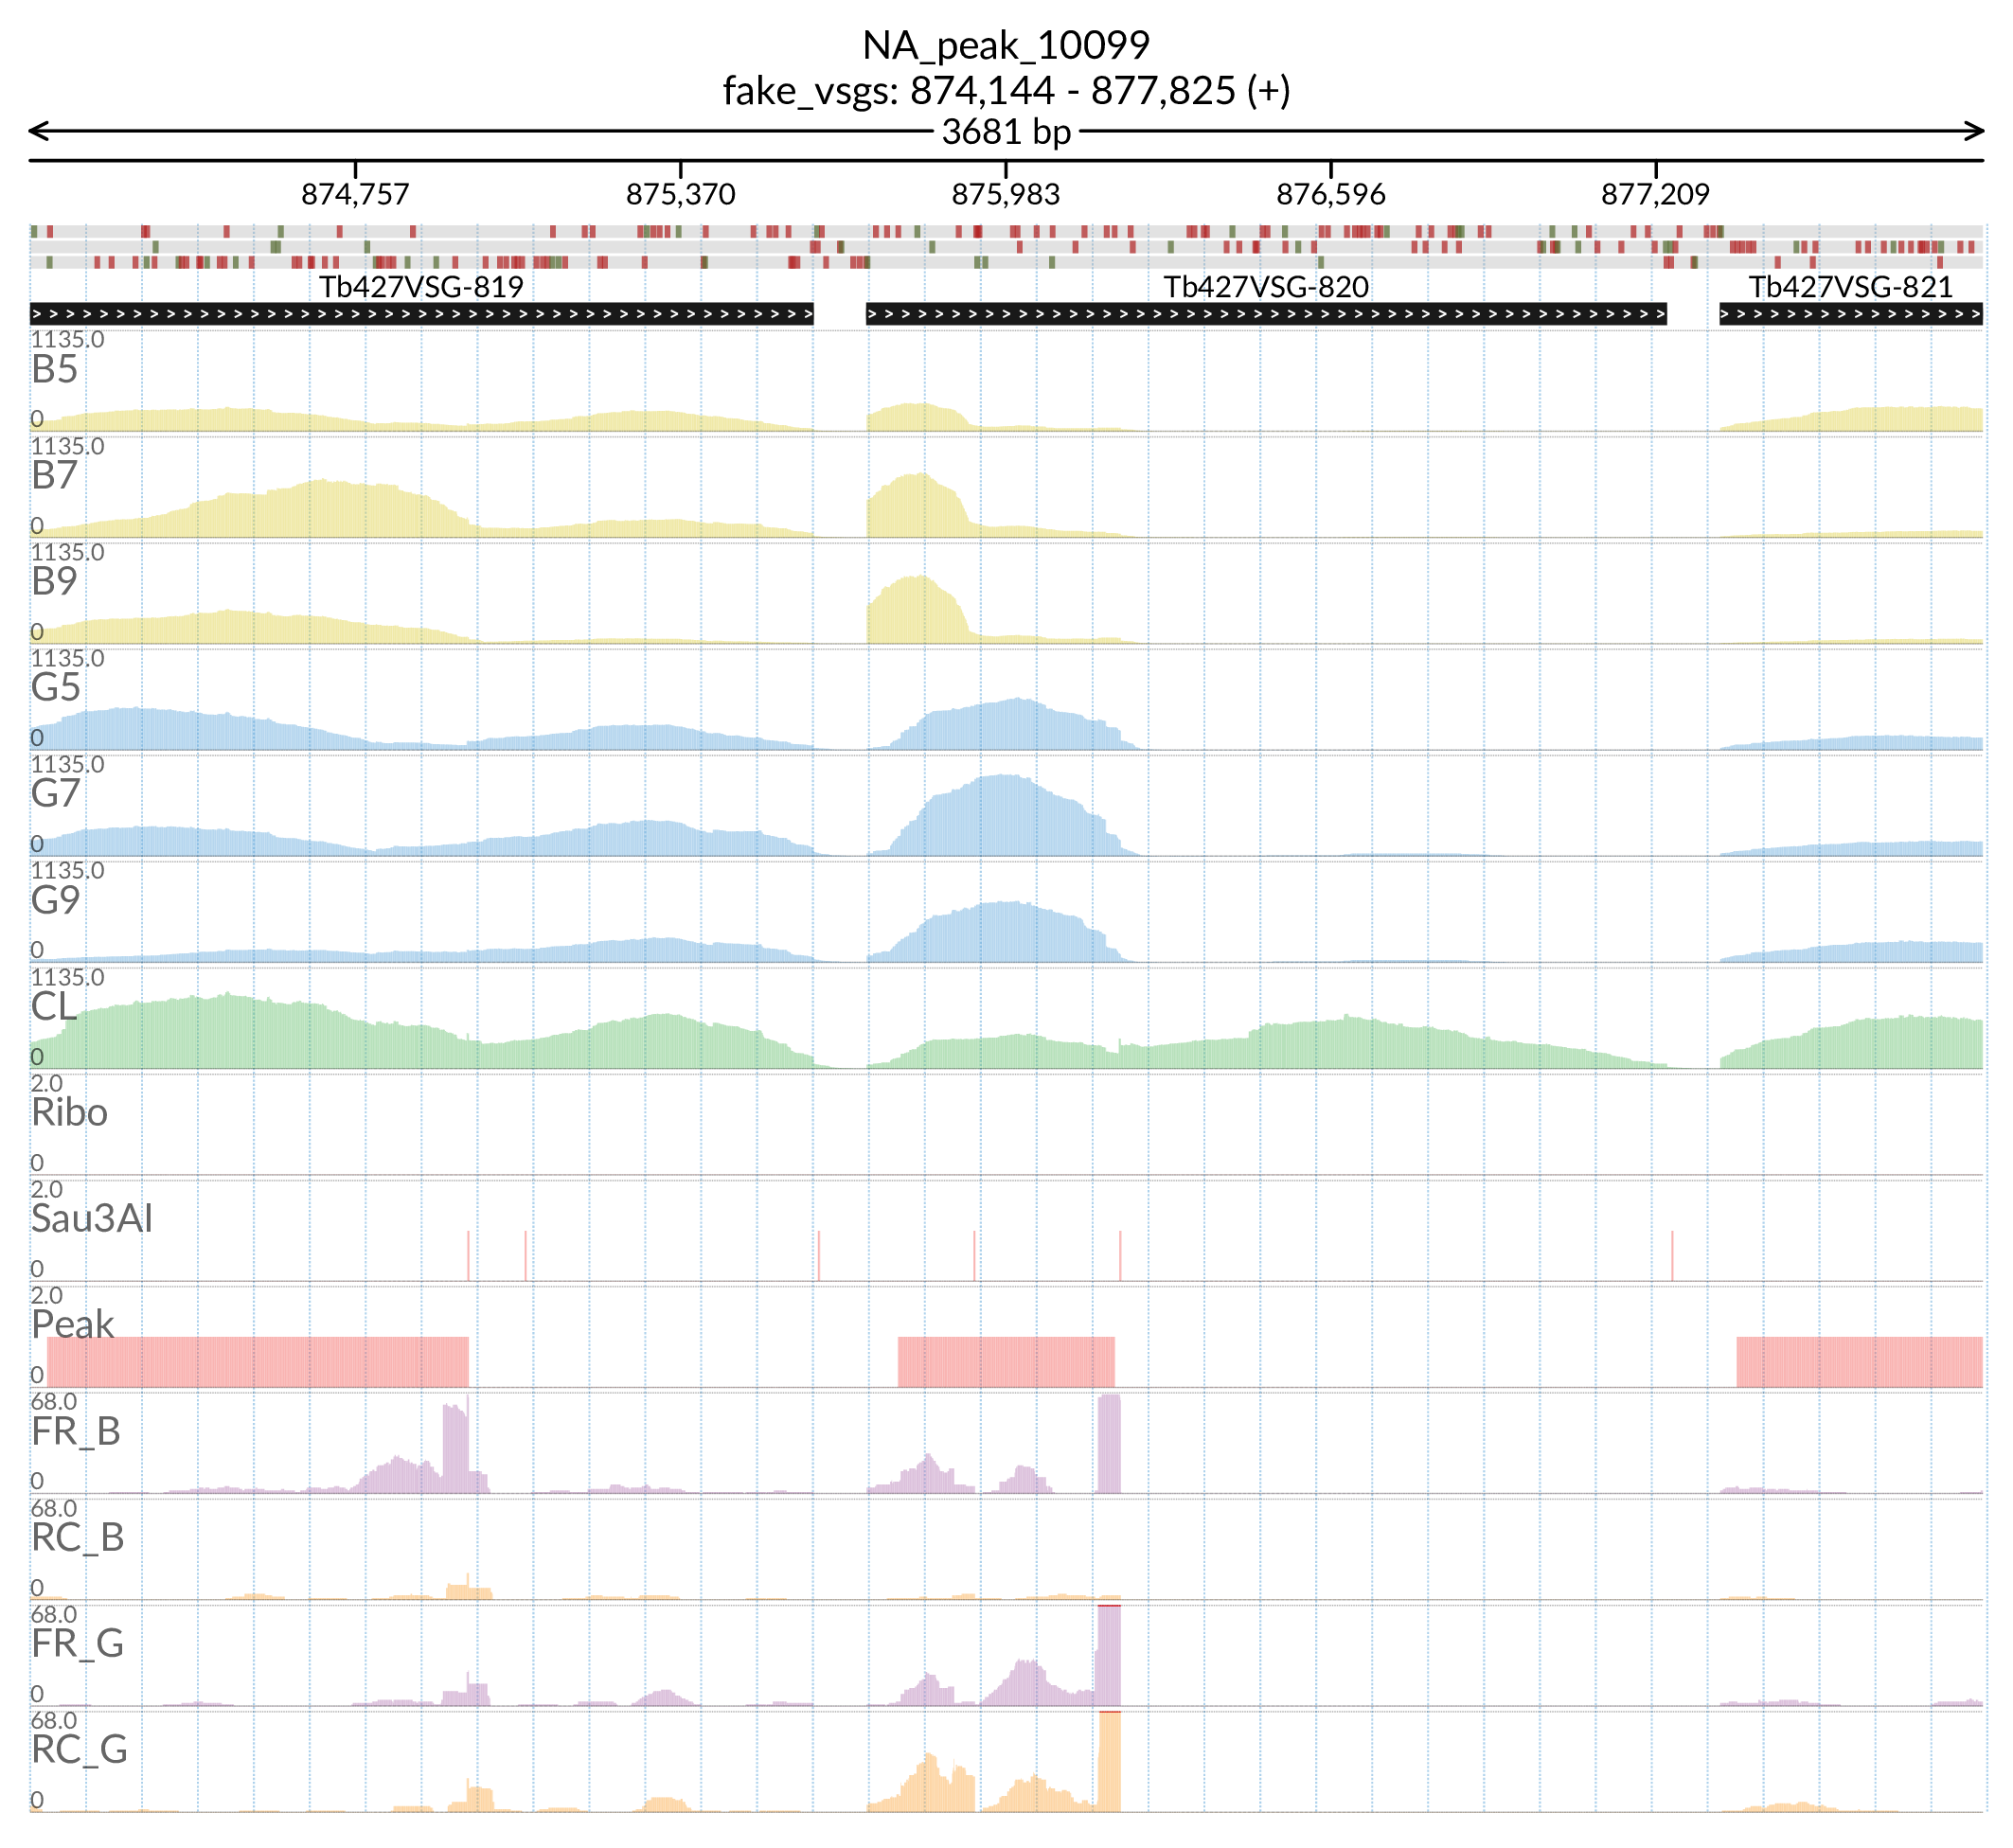 NA_peak_10099
fake_vsgs: 874,144 - 877,825 (+)
3681 bp
874,757 875,370 875,983 876,596 877,209
Tb427VSG-819 Tb427VSG-820 Tb427VSG-821
1135.0
B5
0
1135.0
B7
0
1135.0
B9
0
1135.0
G5
0
1135.0
G7
0
1135.0
G9
0
1135.0
CL
0
2.0
Ribo
0
2.0
Sau3AI
0
2.0
Peak
0
68.0
FR_B
0
68.0
RC_B
0
68.0
FR_G
0
68.0
RC_G
0